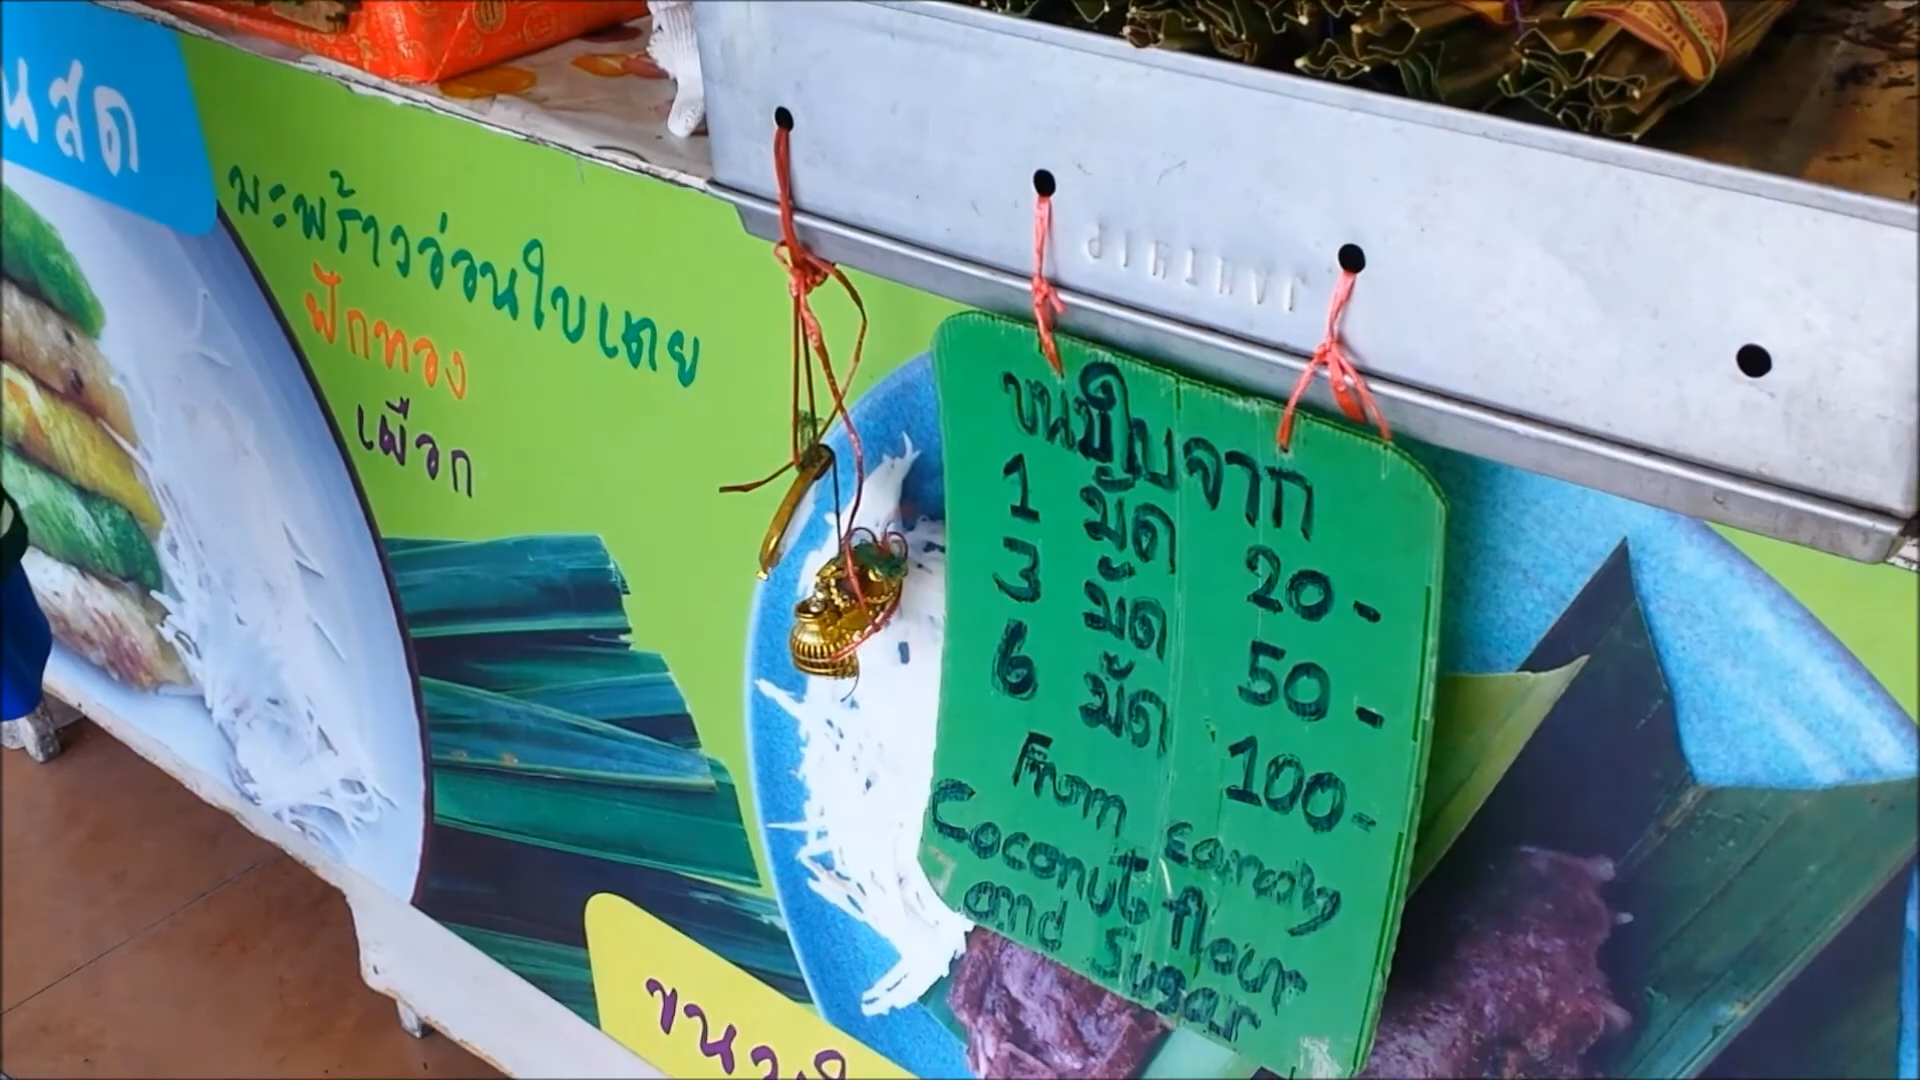 นสด
มะพร้าวอ่อนใบเตย
ฟักทอง
เผือก
ขนมใบจาก
1 มัด 20-
3 มัด 50-
6 มัด 100-
From candy
Coconut flour
and Sugar